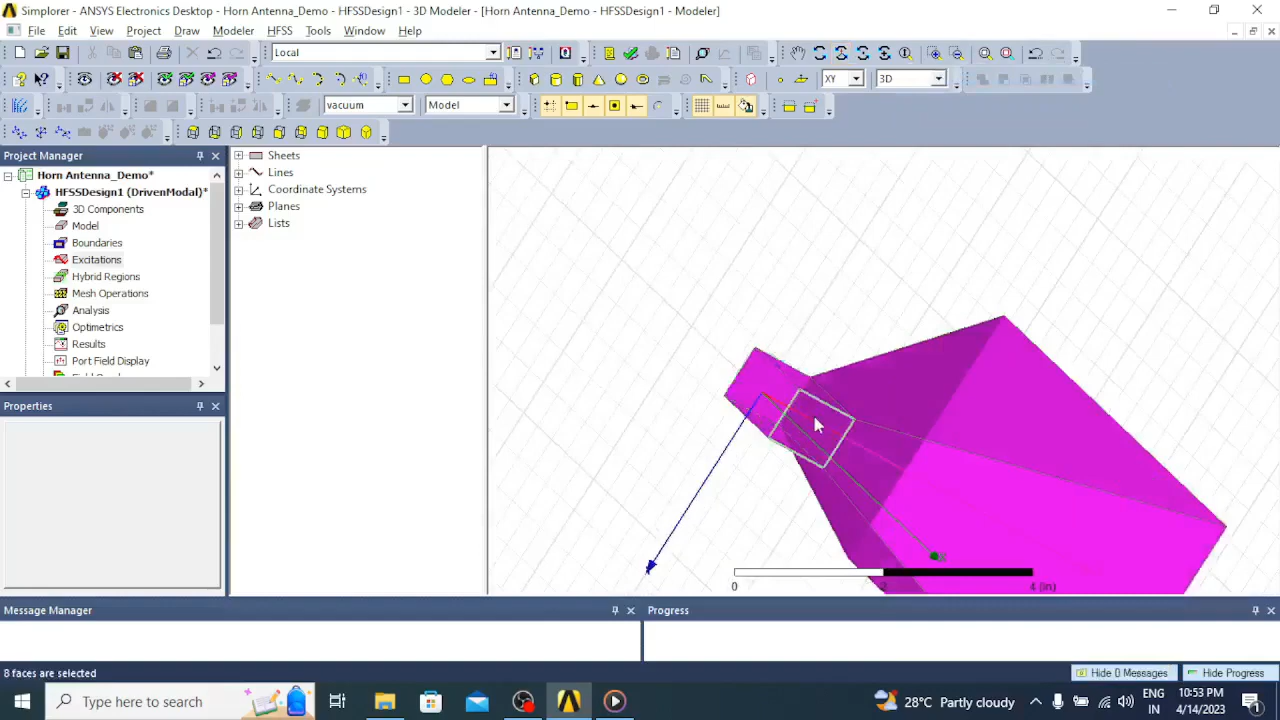 Simplorer - ANSYS Electronics Desktop - Horn Antenna_Demo - HFSSDesign1 - 3D Modeler - [Horn Antenna_Demo - HFSSDesign1 - Modeler]
File Edit View Project Draw Modeler HFSS Tools Window Help
Local
XY 3D
vacuum Model
Project Manager
Horn Antenna_Demo*
HFSSDesign1 (DrivenModal)*
3D Components
Model
Boundaries
Excitations
Hybrid Regions
Mesh Operations
Analysis
Optimetrics
Results
Port Field Display
Sheets
Lines
Coordinate Systems
Planes
Lists
Properties
0 4 (in)
Message Manager
Progress
8 faces are selected
Hide 0 Messages
Hide Progress
Type here to search
28°C Partly cloudy
ENG
IN
10:53 PM
4/14/2023